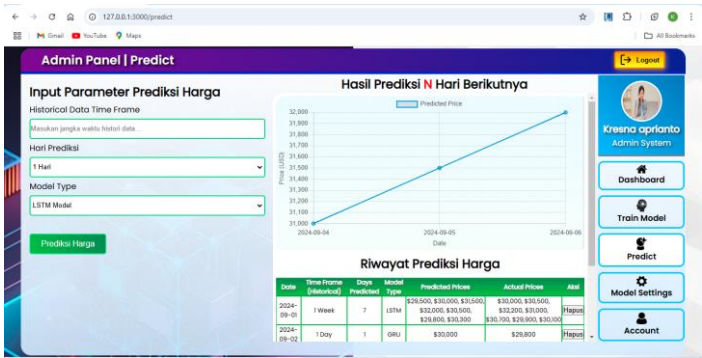 127.0.0.1:3000/predict
Gmail YouTube Maps
All Bookmarks
Admin Panel | Predict
Logout
Input Parameter Prediksi Harga
Historical Data Time Frame
Masukan jangka waktu histori data...
Hari Prediksi
1 Hari
Model Type
LSTM Model
Prediksi Harga
Hasil Prediksi N Hari Berikutnya
Predicted Price
Price (USD)
32,000
31,900
31,800
31,700
31,600
31,500
31,400
31,300
31,200
31,100
31,000
2024-09-04 2024-09-05 2024-09-06
Date
Riwayat Prediksi Harga
Date Time Frame (Historical) Days Predicted Model Type Predicted Prices Actual Prices Aksi
2024-09-01 1 Week 7 LSTM $29,500, $30,000, $31,500, $32,000, $30,500, $29,800, $30,300 $30,000, $30,500, $32,200, $31,000, $30,700, $29,900, $30,100 Hapus
2024-09-02 1 Day 1 GRU $30,000 $29,800 Hapus
Kresna aprianto
Admin System
Dashboard
Train Model
Predict
Model Settings
Account